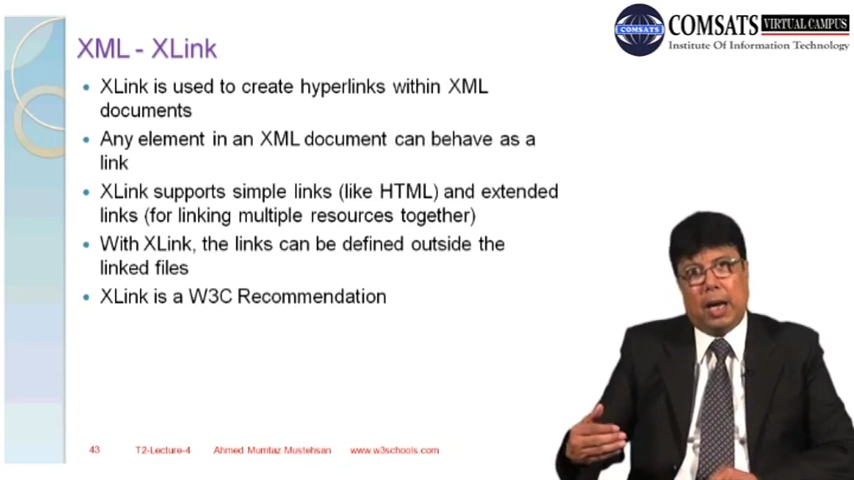 COMSATS VIRTUAL CAMPUS
Institute Of Information Technology
COMSATS
XML - XLink
XLink is used to create hyperlinks within XML
documents
Any element in an XML document can behave as a
link
XLink supports simple links (like HTML) and extended
links (for linking multiple resources together)
With XLink, the links can be defined outside the
linked files
XLink is a W3C Recommendation
43 T2-Lecture-4 Ahmed Mumtaz Mustehsan www.w3schools.com